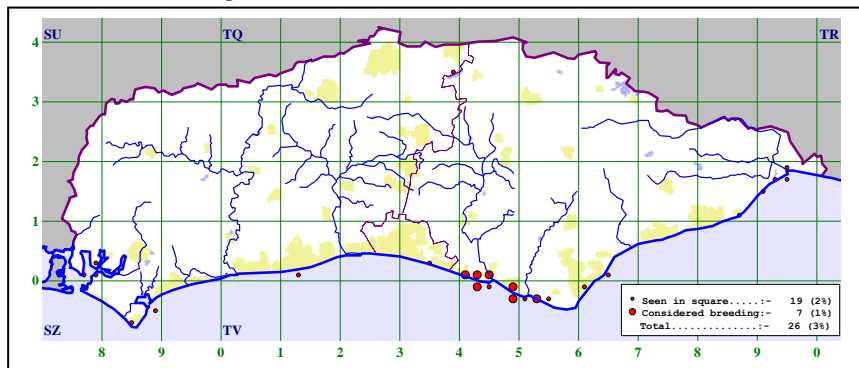 SU TQ TR
4
3
2
1
0
Seen in square.....:- 19 (2%)
Considered breeding:- 7 (1%)
Total..............:- 26 (3%)
SZ TV
8 9 0 1 2 3 4 5 6 7 8 9 0